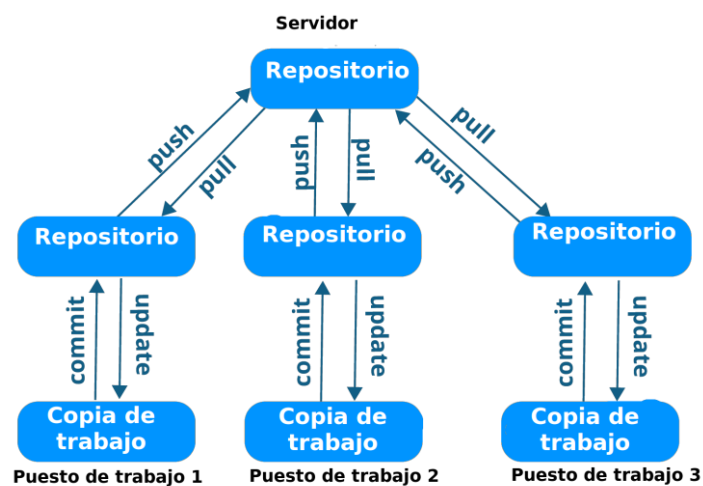 Servidor
Repositorio
push
pull
push
pull
push
pull
Repositorio
Repositorio
Repositorio
commit
update
commit
update
commit
update
Copia de
trabajo
Copia de
trabajo
Copia de
trabajo
Puesto de trabajo 1
Puesto de trabajo 2
Puesto de trabajo 3